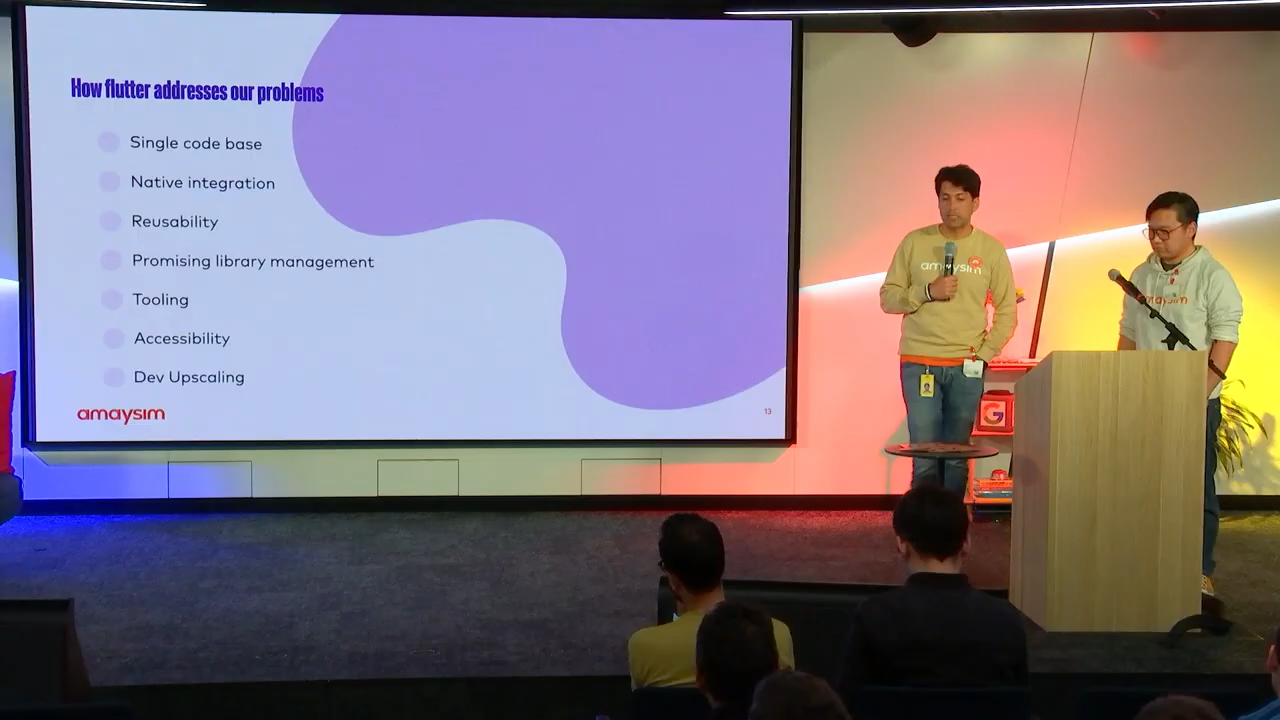 How flutter addresses our problems
Single code base
Native integration
Reusability
Promising library management
Tooling
Accessibility
Dev Upscaling
amaysim
13
amaysim
amaysim
G